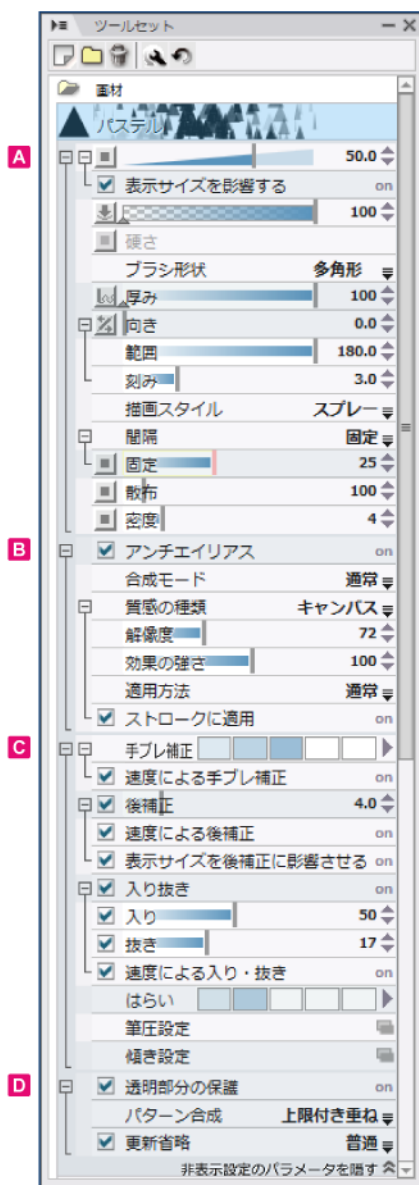 ツールセット
画材
パステル
A 50.0
表示サイズを影響する on
100
硬さ
ブラシ形状 多角形
厚み 100
向き 0.0
範囲 180.0
刻み 3.0
描画スタイル スプレー
間隔 固定
固定 25
散布 100
密度 4
B アンチエイリアス on
合成モード 通常
質感の種類 キャンバス
解像度 72
効果の強さ 100
適用方法 通常
ストロークに適用 on
C 手ブレ補正
速度による手ブレ補正 on
後補正 4.0
速度による後補正 on
表示サイズを後補正に影響させる on
入り抜き on
入り 50
抜き 17
速度による入り・抜き on
はらい
筆圧設定
傾き設定
D 透明部分の保護 on
パターン合成 上限付き重ね
更新省略 普通
非表示設定のパラメータを隠す